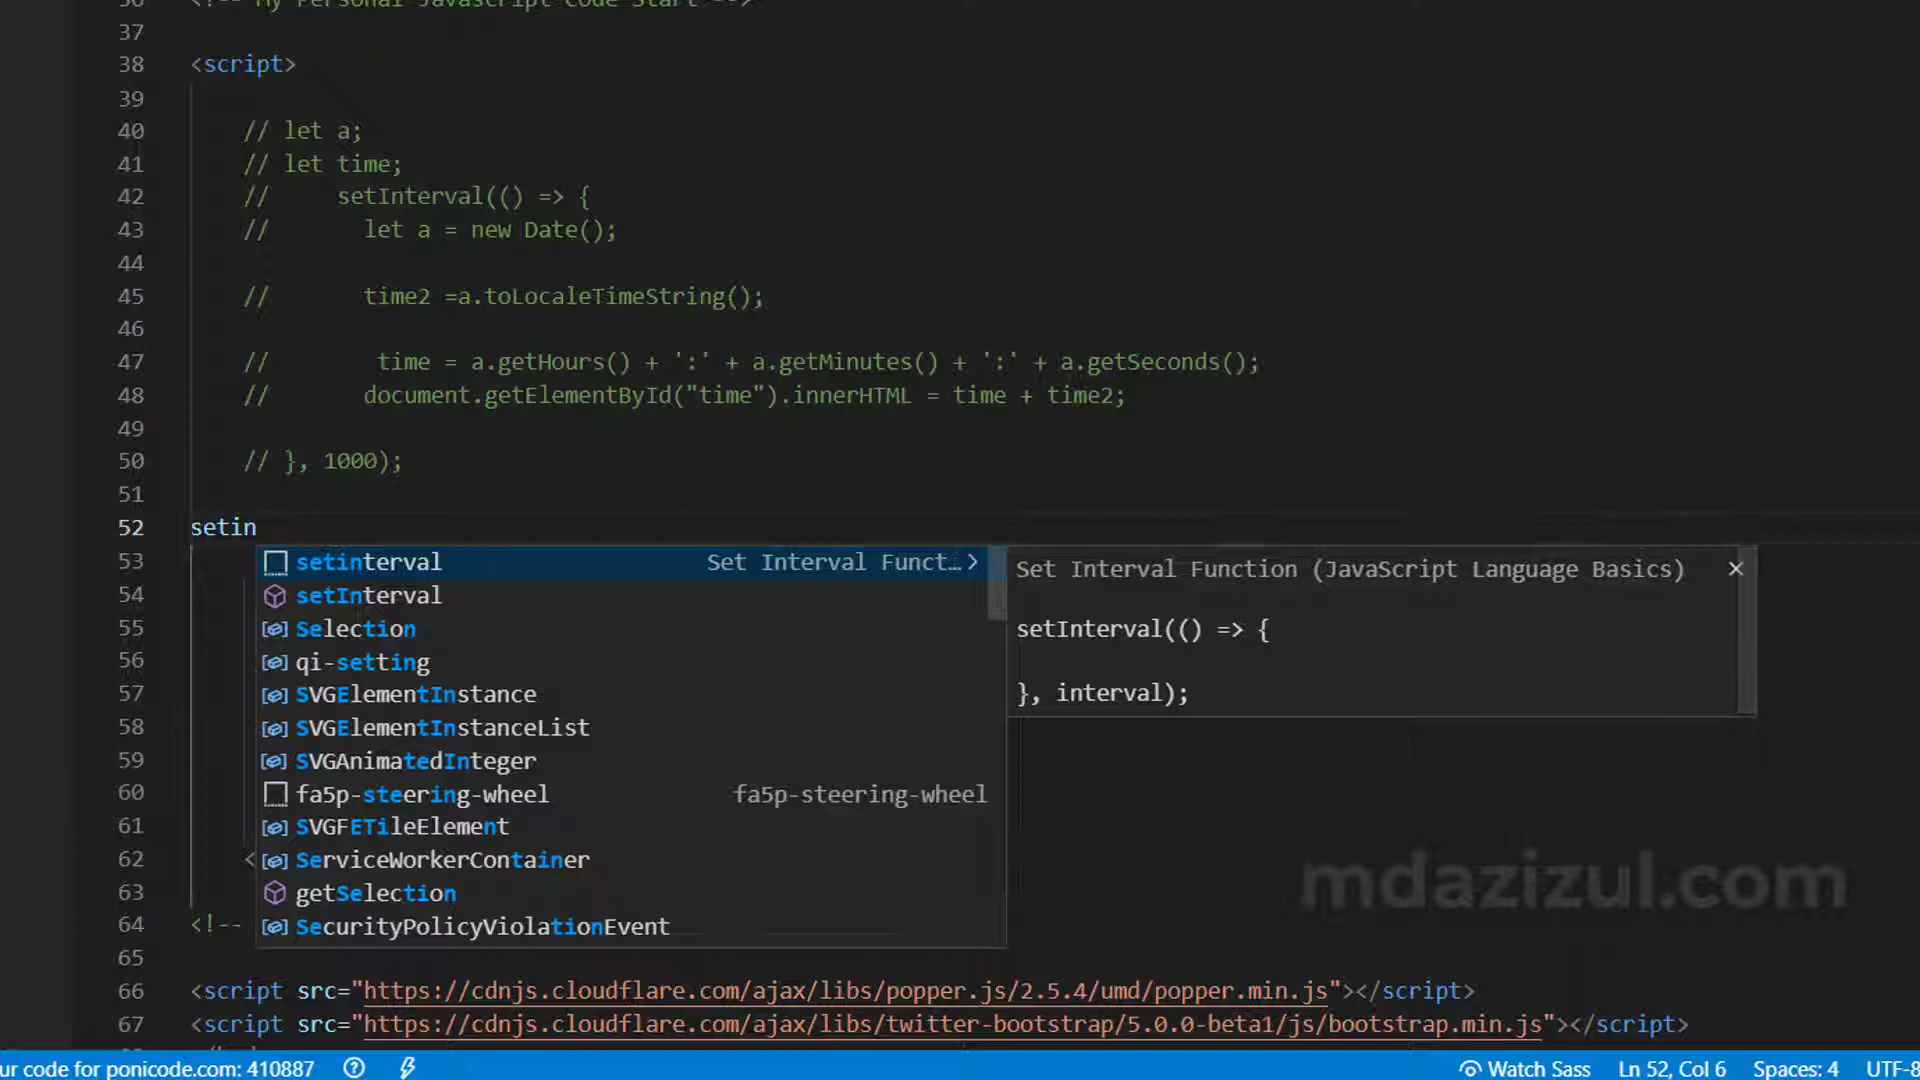 36 <!-- My Personal Javascript Code Start -->
37
38 <script>
39
40 // let a;
41 // let time;
42 // setInterval(() => {
43 // let a = new Date();
44
45 // time2 =a.toLocaleTimeString();
46
47 // time = a.getHours() + ':' + a.getMinutes() + ':' + a.getSeconds();
48 // document.getElementById("time").innerHTML = time + time2;
49
50 // }, 1000);
51
52 setin
53 setinterval Set Interval Funct… > Set Interval Function (JavaScript Language Basics) ×
54 setInterval
55 Selection setInterval(() => {
56 qi-setting
57 SVGElementInstance }, interval);
58 SVGElementInstanceList
59 SVGAnimatedInteger
60 fa5p-steering-wheel fa5p-steering-wheel
61 SVGFETileElement
62 < ServiceWorkerContainer
63 getSelection
64 <!-- SecurityPolicyViolationEvent
mdazizul.com
65
66 <script src="https://cdnjs.cloudflare.com/ajax/libs/popper.js/2.5.4/umd/popper.min.js"></script>
67 <script src="https://cdnjs.cloudflare.com/ajax/libs/twitter-bootstrap/5.0.0-beta1/js/bootstrap.min.js"></script>
ur code for ponicode.com: 410887 Watch Sass Ln 52, Col 6 Spaces: 4 UTF-8